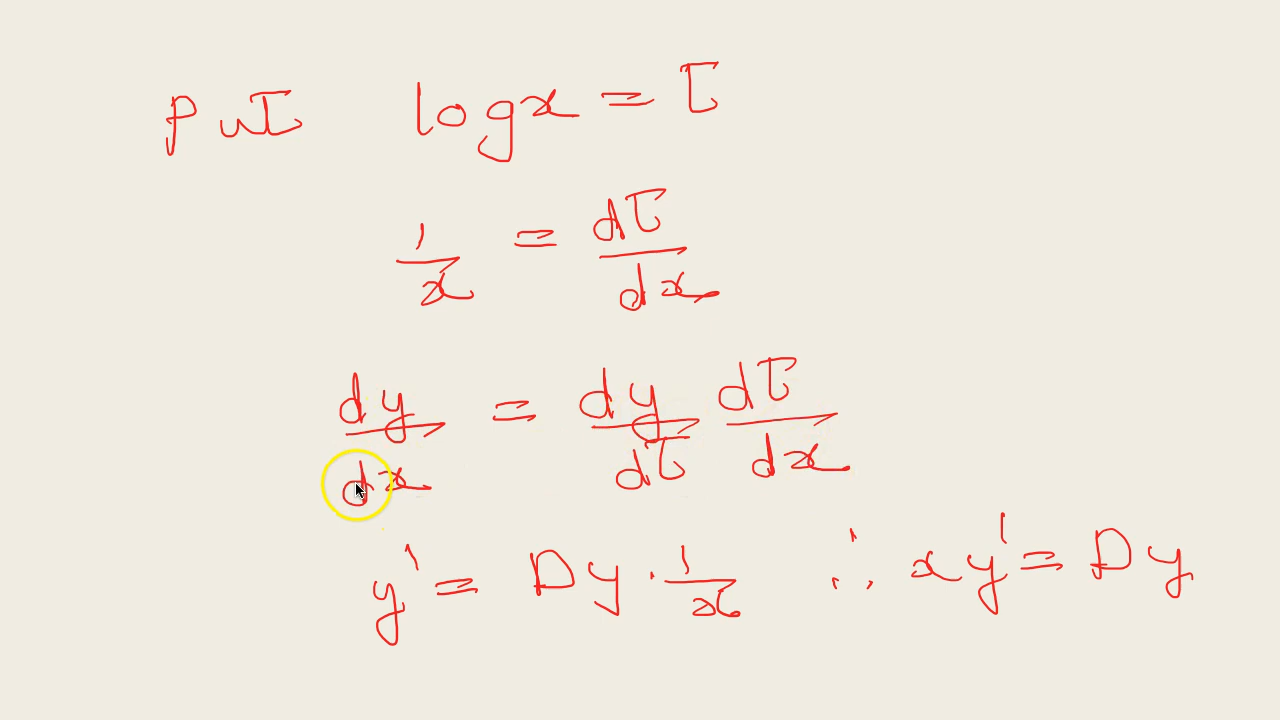 Put log x = t
1/x = dt/dx
dy/dx = dy/dt dt/dx
y' = Dy · 1/x ∴ xy' = Dy